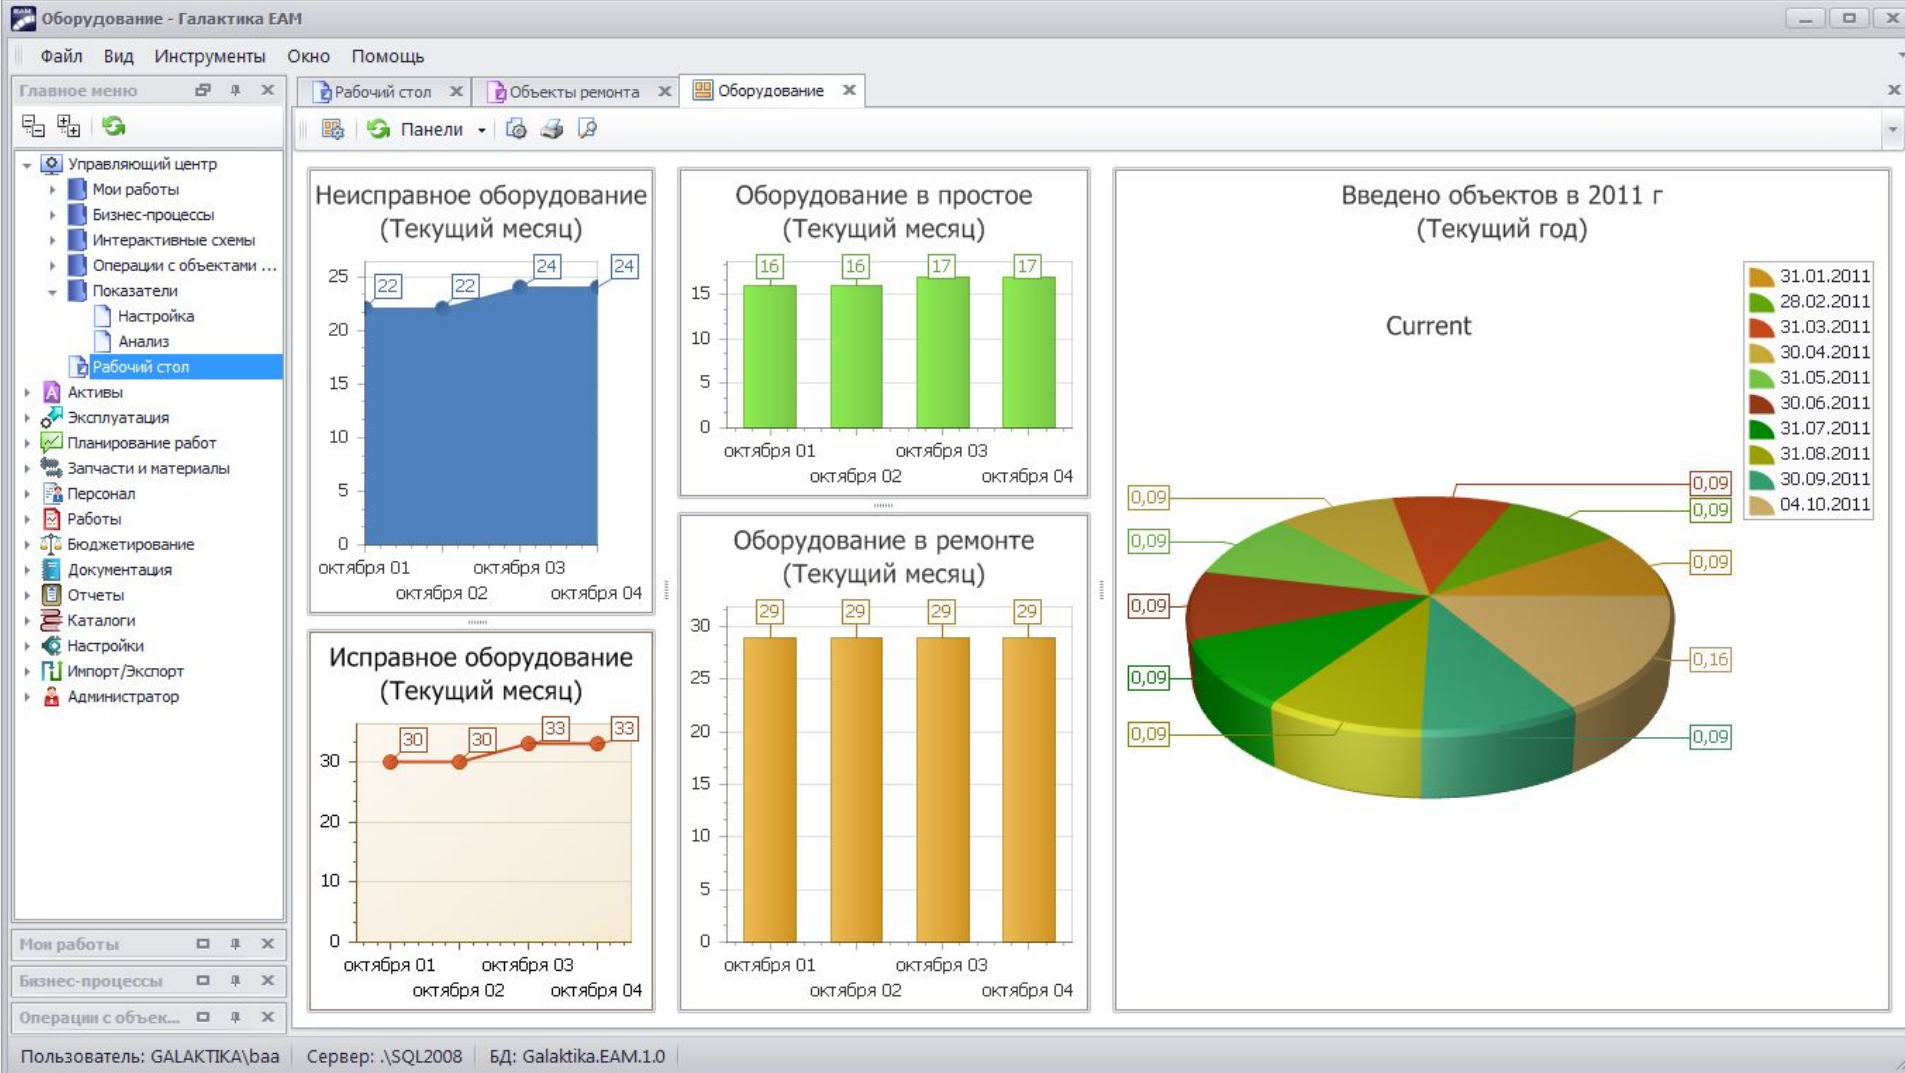 Оборудование - Галактика EAM
Файл Вид Инструменты Окно Помощь
Главное меню
Управляющий центр
Мои работы
Бизнес-процессы
Интерактивные схемы
Операции с объектами ...
Показатели
Настройка
Анализ
Рабочий стол
Активы
Эксплуатация
Планирование работ
Запчасти и материалы
Персонал
Работы
Бюджетирование
Документация
Отчеты
Каталоги
Настройки
Импорт/Экспорт
Администратор
Мои работы
Бизнес-процессы
Операции с объек...
Рабочий стол Объекты ремонта Оборудование
Панели
Неисправное оборудование
(Текущий месяц)
22 22 24 24
25
20
15
10
5
0
октября 01 октября 03
октября 02 октября 04
Исправное оборудование
(Текущий месяц)
30 30 33 33
30
20
10
0
октября 01 октября 03
октября 02 октября 04
Оборудование в простое
(Текущий месяц)
16 16 17 17
15
10
5
0
октября 01 октября 03
октября 02 октября 04
Оборудование в ремонте
(Текущий месяц)
29 29 29 29
30
25
20
15
10
5
0
октября 01 октября 03
октября 02 октября 04
Введено объектов в 2011 г
(Текущий год)
Current
31.01.2011
28.02.2011
31.03.2011
30.04.2011
31.05.2011
30.06.2011
31.07.2011
31.08.2011
30.09.2011
04.10.2011
0,09 0,09
0,09
0,09
0,09
0,09
0,16
0,09
0,09 0,09
Пользователь: GALAKTIKA\baa Сервер: .\SQL2008 БД: Galaktika.EAM.1.0